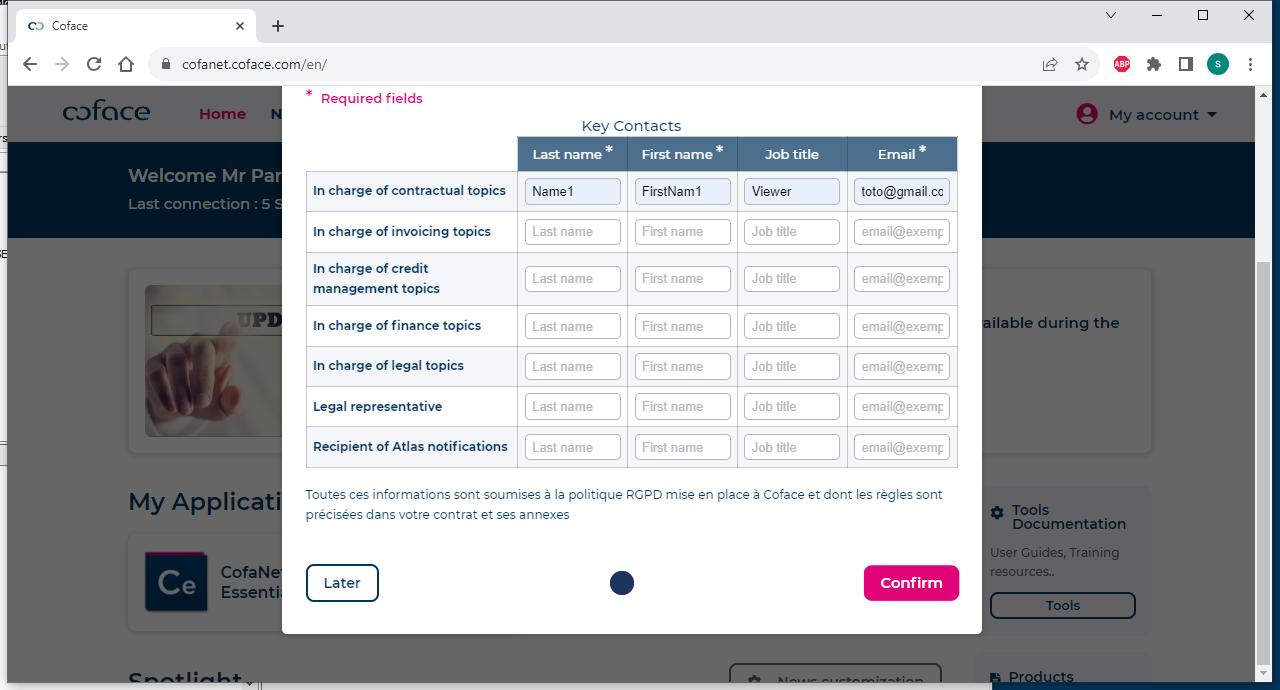 Coface
cofanet.coface.com/en/
ABP
S
coface
Home
N
My account
* Required fields
Key Contacts
Last name *
First name *
Job title
Email *
In charge of contractual topics
Name1
FirstNam1
Viewer
toto@gmail.cc
In charge of invoicing topics
Last name
First name
Job title
email@exemp
In charge of credit
management topics
Last name
First name
Job title
email@exemp
In charge of finance topics
Last name
First name
Job title
email@exemp
In charge of legal topics
Last name
First name
Job title
email@exemp
Legal representative
Last name
First name
Job title
email@exemp
Recipient of Atlas notifications
Last name
First name
Job title
email@exemp
Toutes ces informations sont soumises à la politique RGPD mise en place à Coface et dont les règles sont
précisées dans votre contrat et ses annexes
Later
Confirm
Welcome Mr Par
Last connection : 5 S
UPD
ailable during the
My Applicati
Ce
CofaNe
Essenti
Tools
Documentation
User Guides, Training
resources..
Tools
Spotlight
News customization
Products